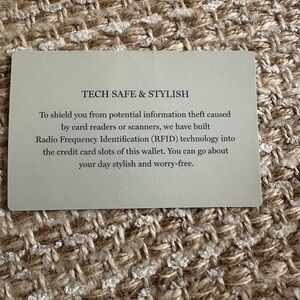 TECH SAFE & STYLISH
To shield you from potential information theft caused
by card readers or scanners, we have built
Radio Frequency Identification (RFID) technology into
the credit card slots of this wallet. You can go about
your day stylish and worry-free.